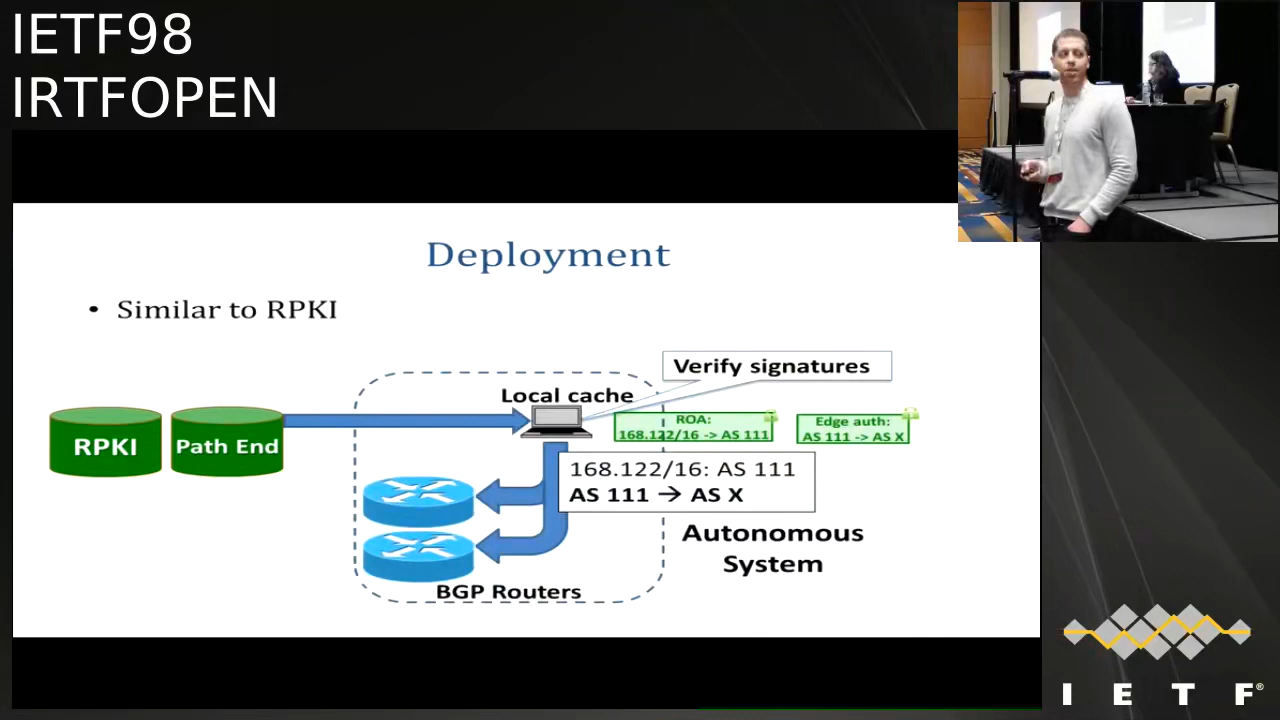 IETF98
IRTFOPEN
Deployment
• Similar to RPKI
Verify signatures
Local cache
RPKI
Path End
ROA:
168.122/16 -> AS 111
Edge auth:
AS 111 -> AS X
168.122/16: AS 111
AS 111 → AS X
Autonomous
System
BGP Routers
I E T F®